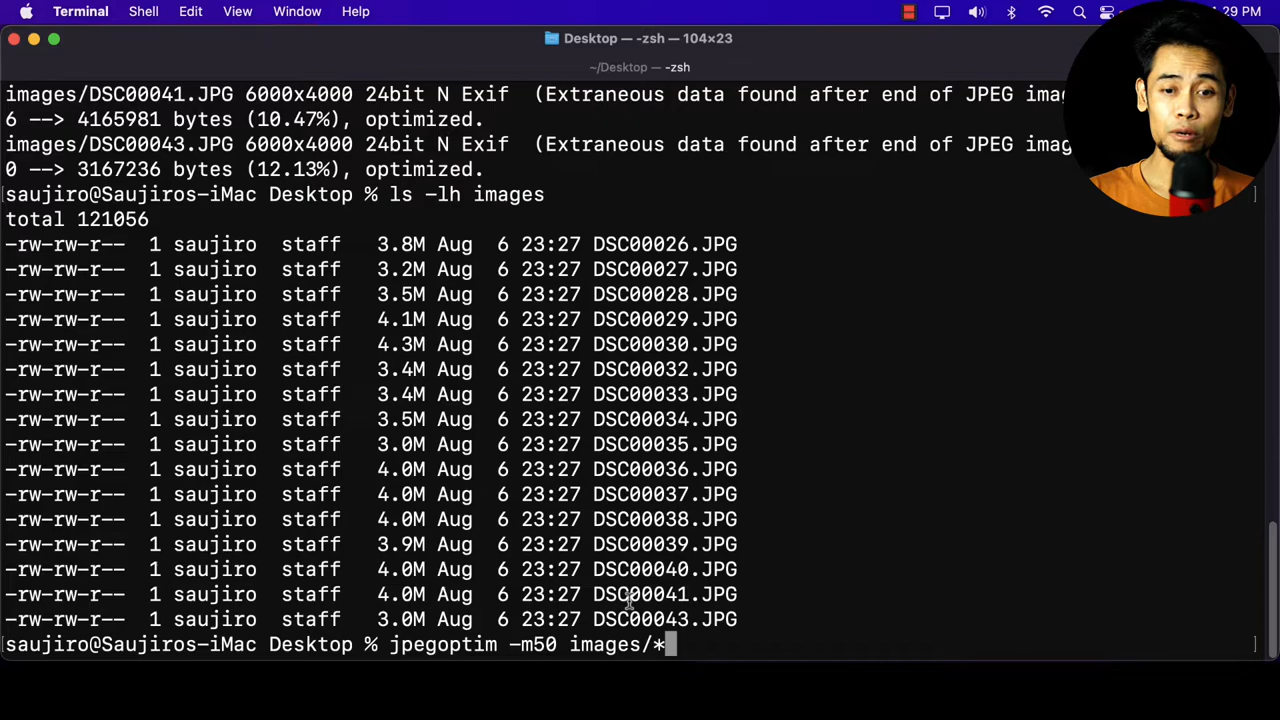 Terminal Shell Edit View Window Help :29 PM
Desktop — -zsh — 104×23
~/Desktop — -zsh
images/DSC00041.JPG 6000x4000 24bit N Exif (Extraneous data found after end of JPEG imag
6 --> 4165981 bytes (10.47%), optimized.
images/DSC00043.JPG 6000x4000 24bit N Exif (Extraneous data found after end of JPEG imag
0 --> 3167236 bytes (12.13%), optimized.
[saujiro@Saujiros-iMac Desktop % ls -lh images ]
total 121056
-rw-rw-r-- 1 saujiro staff 3.8M Aug 6 23:27 DSC00026.JPG
-rw-rw-r-- 1 saujiro staff 3.2M Aug 6 23:27 DSC00027.JPG
-rw-rw-r-- 1 saujiro staff 3.5M Aug 6 23:27 DSC00028.JPG
-rw-rw-r-- 1 saujiro staff 4.1M Aug 6 23:27 DSC00029.JPG
-rw-rw-r-- 1 saujiro staff 4.3M Aug 6 23:27 DSC00030.JPG
-rw-rw-r-- 1 saujiro staff 3.4M Aug 6 23:27 DSC00032.JPG
-rw-rw-r-- 1 saujiro staff 3.4M Aug 6 23:27 DSC00033.JPG
-rw-rw-r-- 1 saujiro staff 3.5M Aug 6 23:27 DSC00034.JPG
-rw-rw-r-- 1 saujiro staff 3.0M Aug 6 23:27 DSC00035.JPG
-rw-rw-r-- 1 saujiro staff 4.0M Aug 6 23:27 DSC00036.JPG
-rw-rw-r-- 1 saujiro staff 4.0M Aug 6 23:27 DSC00037.JPG
-rw-rw-r-- 1 saujiro staff 4.0M Aug 6 23:27 DSC00038.JPG
-rw-rw-r-- 1 saujiro staff 3.9M Aug 6 23:27 DSC00039.JPG
-rw-rw-r-- 1 saujiro staff 4.0M Aug 6 23:27 DSC00040.JPG
-rw-rw-r-- 1 saujiro staff 4.0M Aug 6 23:27 DSC00041.JPG
-rw-rw-r-- 1 saujiro staff 3.0M Aug 6 23:27 DSC00043.JPG
[saujiro@Saujiros-iMac Desktop % jpegoptim -m50 images/* ]